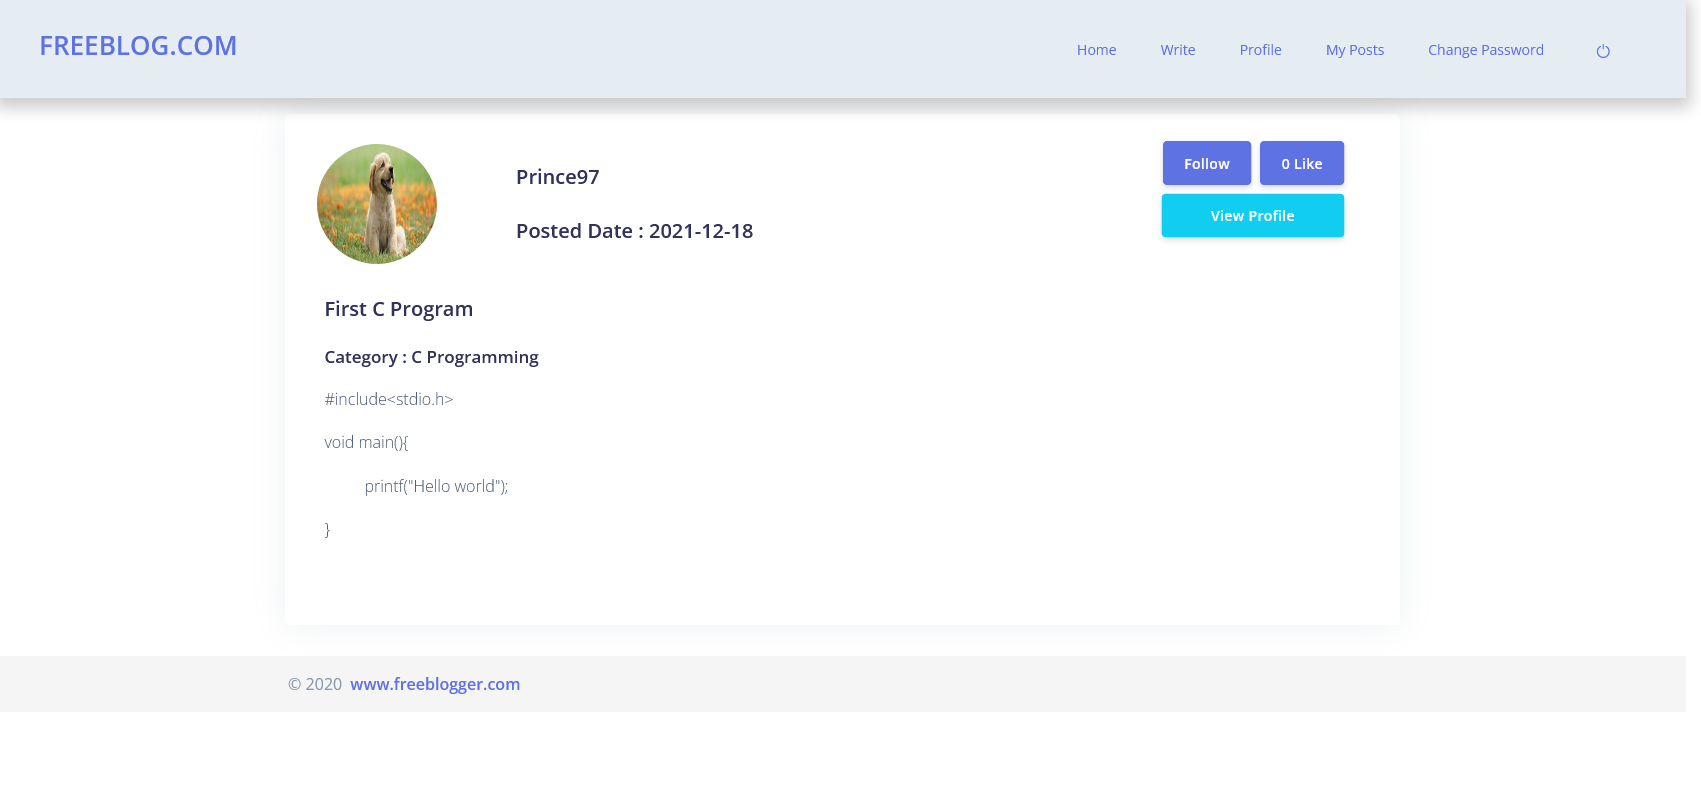 FREEBLOG.COM
Home Write Profile My Posts Change Password
Prince97
Posted Date : 2021-12-18
Follow 0 Like
View Profile
First C Program
Category : C Programming
#include<stdio.h>
void main(){
printf("Hello world");
}
© 2020 www.freeblogger.com